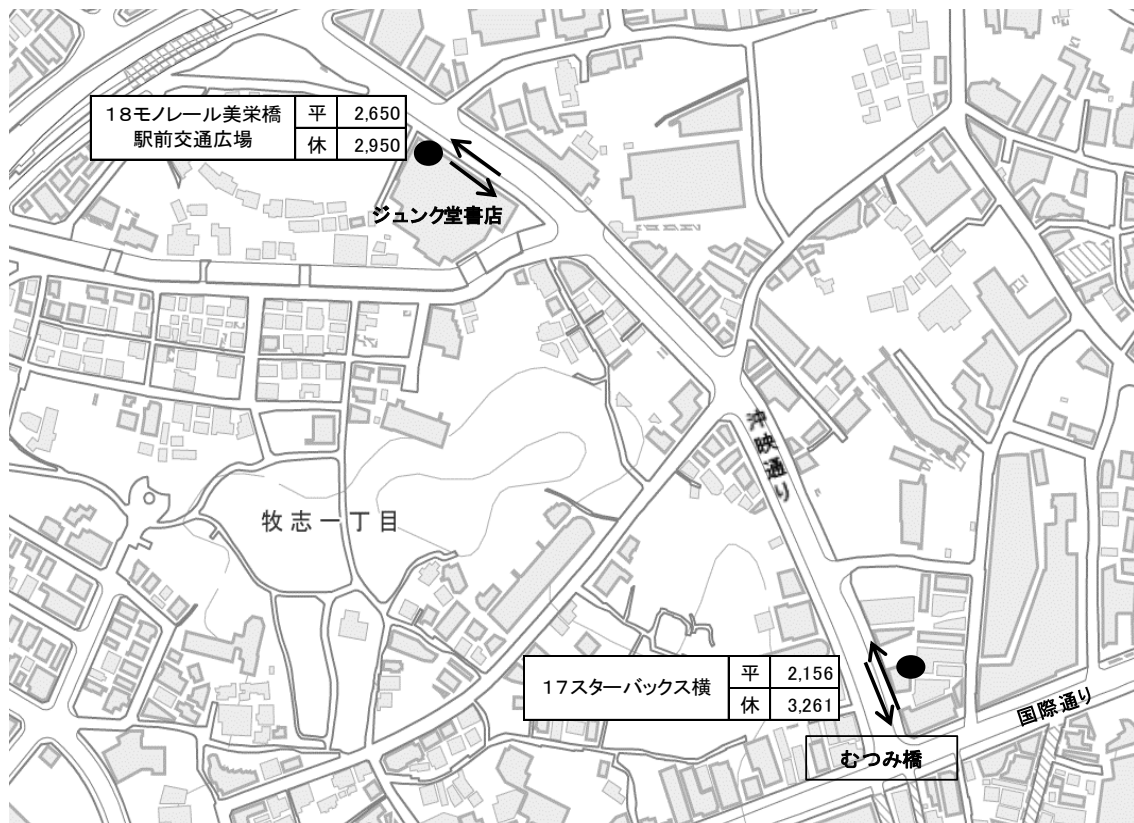 18モノレール美栄橋
駅前交通広場
平 2,650
休 2,950
ジュンク堂書店
沖映通り
牧志一丁目
17スターバックス横
平 2,156
休 3,261
国際通り
むつみ橋